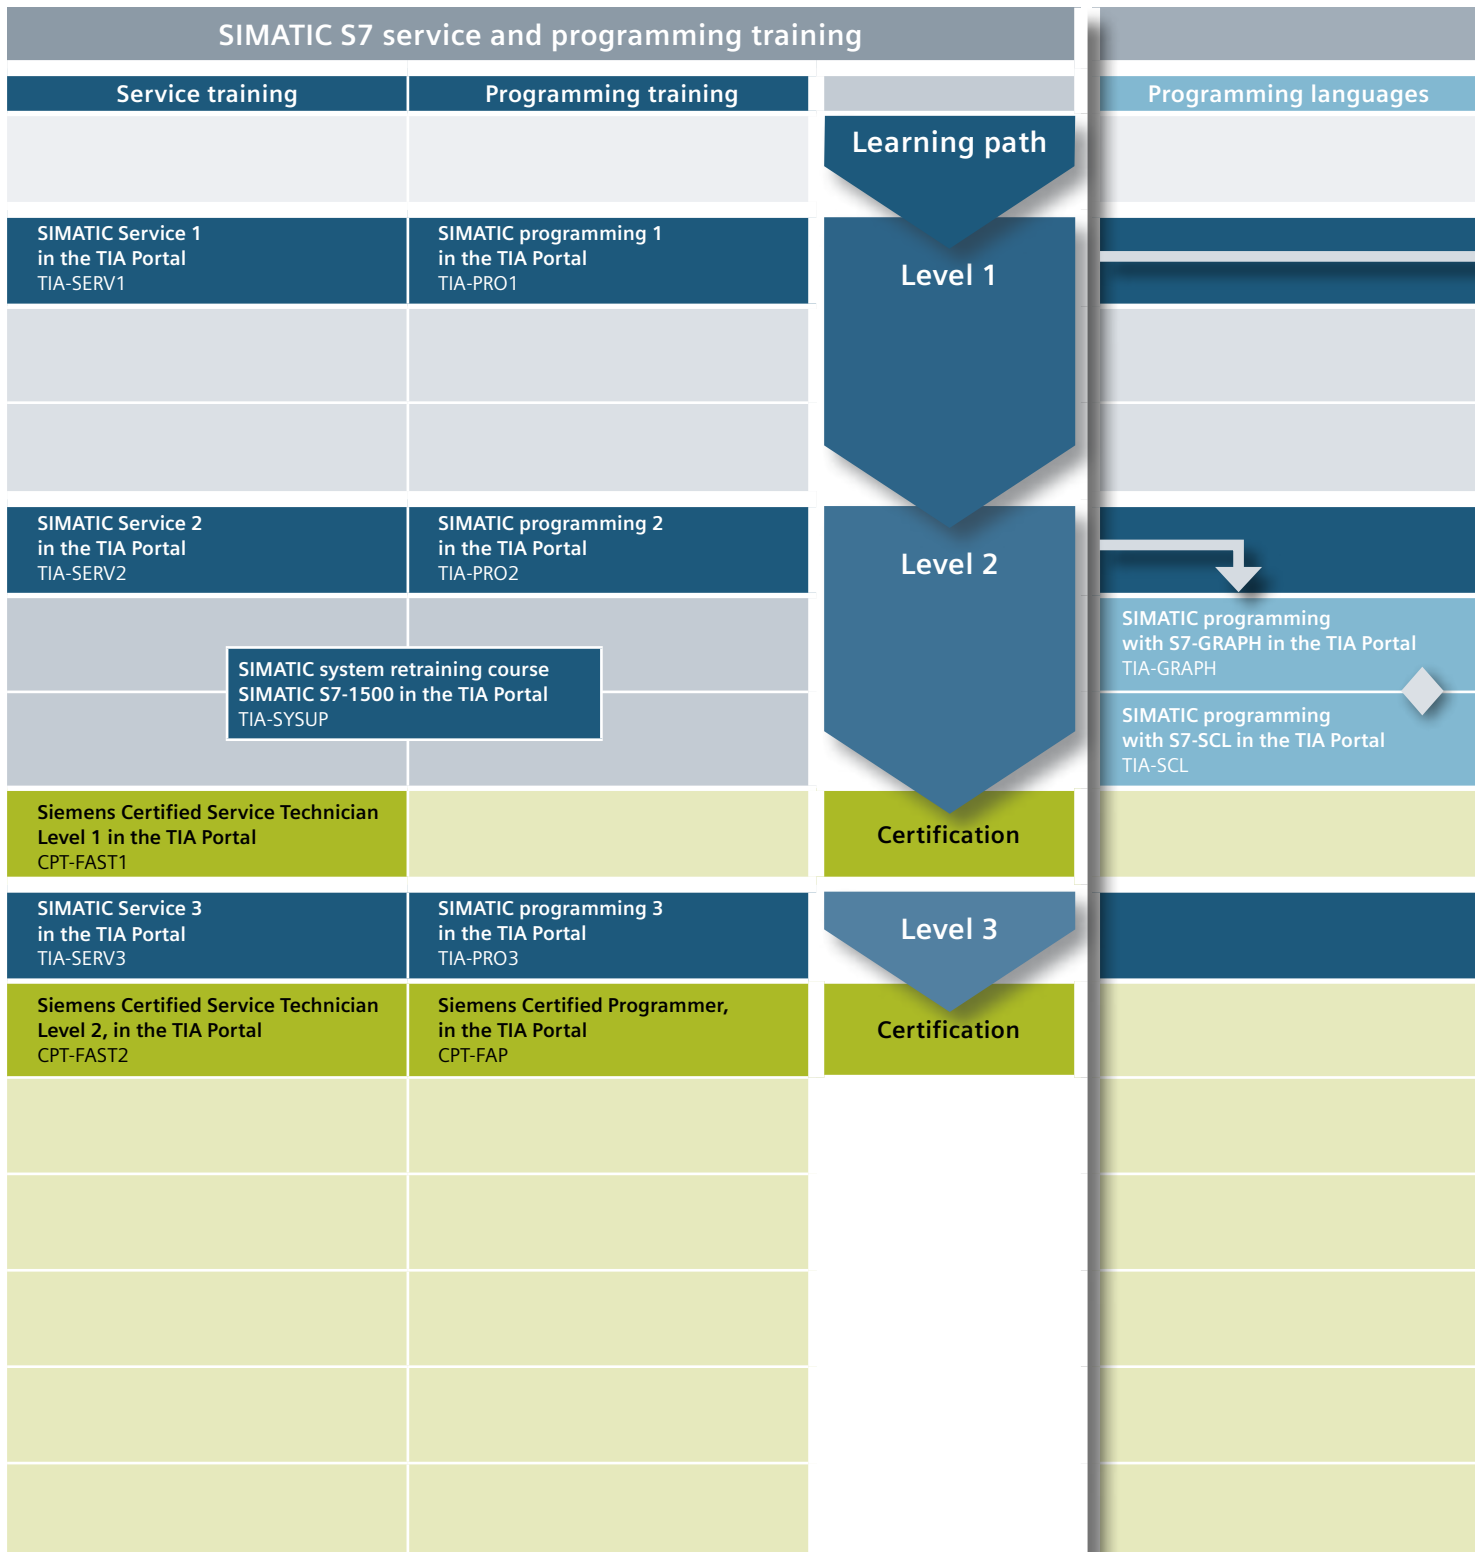 SIMATIC S7 service and programming training
Service training
Programming training
Programming languages
Learning path
SIMATIC Service 1
in the TIA Portal
TIA-SERV1
SIMATIC programming 1
in the TIA Portal
TIA-PRO1
Level 1
SIMATIC Service 2
in the TIA Portal
TIA-SERV2
SIMATIC programming 2
in the TIA Portal
TIA-PRO2
Level 2
SIMATIC system retraining course
SIMATIC S7-1500 in the TIA Portal
TIA-SYSUP
SIMATIC programming
with S7-GRAPH in the TIA Portal
TIA-GRAPH
SIMATIC programming
with S7-SCL in the TIA Portal
TIA-SCL
Siemens Certified Service Technician
Level 1 in the TIA Portal
CPT-FAST1
Certification
SIMATIC Service 3
in the TIA Portal
TIA-SERV3
SIMATIC programming 3
in the TIA Portal
TIA-PRO3
Level 3
Siemens Certified Service Technician
Level 2, in the TIA Portal
CPT-FAST2
Siemens Certified Programmer,
in the TIA Portal
CPT-FAP
Certification